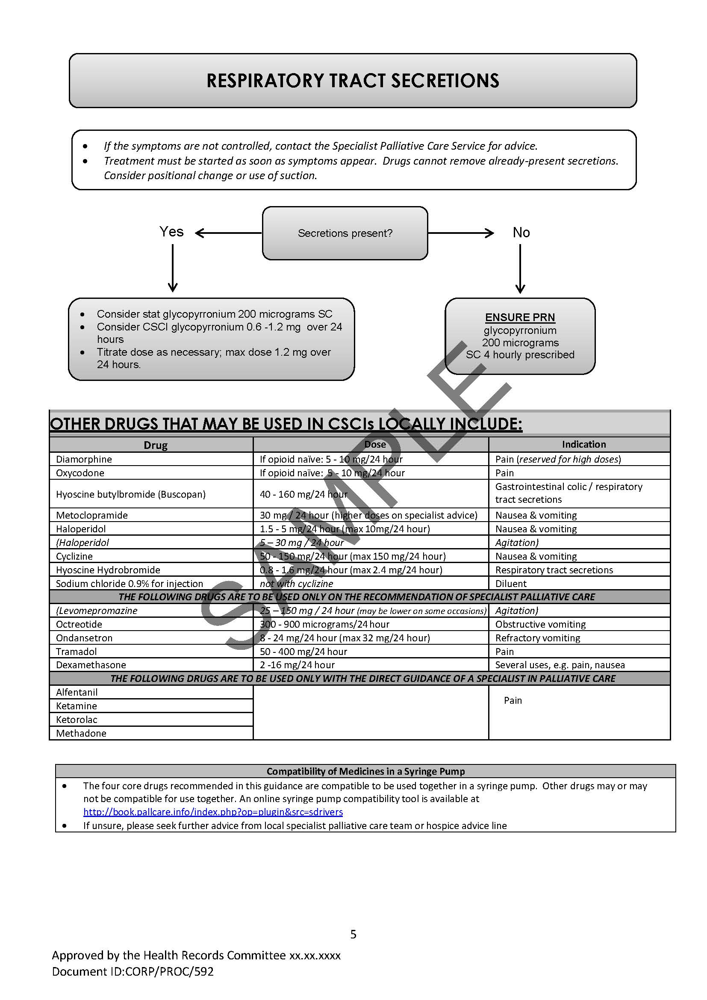 RESPIRATORY TRACT SECRETIONS
• If the symptoms are not controlled, contact the Specialist Palliative Care Service for advice.
• Treatment must be started as soon as symptoms appear. Drugs cannot remove already-present secretions.
Consider positional change or use of suction.
Yes
Secretions present?
No
• Consider stat glycopyrronium 200 micrograms SC
• Consider CSCI glycopyrronium 0.6 -1.2 mg over 24
hours
• Titrate dose as necessary; max dose 1.2 mg over
24 hours.
ENSURE PRN
glycopyrronium
200 micrograms
SC 4 hourly prescribed
SAMPLE
OTHER DRUGS THAT MAY BE USED IN CSCIs LOCALLY INCLUDE:
Drug Dose Indication
Diamorphine If opioid naïve: 5 - 10 mg/24 hour Pain (reserved for high doses)
Oxycodone If opioid naïve: 5 - 10 mg/24 hour Pain
Hyoscine butylbromide (Buscopan) 40 - 160 mg/24 hour Gastrointestinal colic / respiratory
tract secretions
Metoclopramide 30 mg / 24 hour (higher doses on specialist advice) Nausea & vomiting
Haloperidol 1.5 - 5 mg/24 hour (max 10mg/24 hour) Nausea & vomiting
(Haloperidol 5 – 30 mg / 24 hour Agitation)
Cyclizine 50 - 150 mg/24 hour (max 150 mg/24 hour) Nausea & vomiting
Hyoscine Hydrobromide 0.8 - 1.6 mg/24 hour (max 2.4 mg/24 hour) Respiratory tract secretions
Sodium chloride 0.9% for injection not with cyclizine Diluent
THE FOLLOWING DRUGS ARE TO BE USED ONLY ON THE RECOMMENDATION OF SPECIALIST PALLIATIVE CARE
(Levomepromazine 25 – 150 mg / 24 hour (may be lower on some occasions) Agitation)
Octreotide 300 - 900 micrograms/24 hour Obstructive vomiting
Ondansetron 8 - 24 mg/24 hour (max 32 mg/24 hour) Refractory vomiting
Tramadol 50 - 400 mg/24 hour Pain
Dexamethasone 2 -16 mg/24 hour Several uses, e.g. pain, nausea
THE FOLLOWING DRUGS ARE TO BE USED ONLY WITH THE DIRECT GUIDANCE OF A SPECIALIST IN PALLIATIVE CARE
Alfentanil
Pain
Ketamine
Ketorolac
Methadone
Compatibility of Medicines in a Syringe Pump
• The four core drugs recommended in this guidance are compatible to be used together in a syringe pump. Other drugs may or may
not be compatible for use together. An online syringe pump compatibility tool is available at
http://book.pallcare.info/index.php?op=plugin&src=sdrivers
• If unsure, please seek further advice from local specialist palliative care team or hospice advice line
5
Approved by the Health Records Committee xx.xx.xxxx
Document ID:CORP/PROC/592